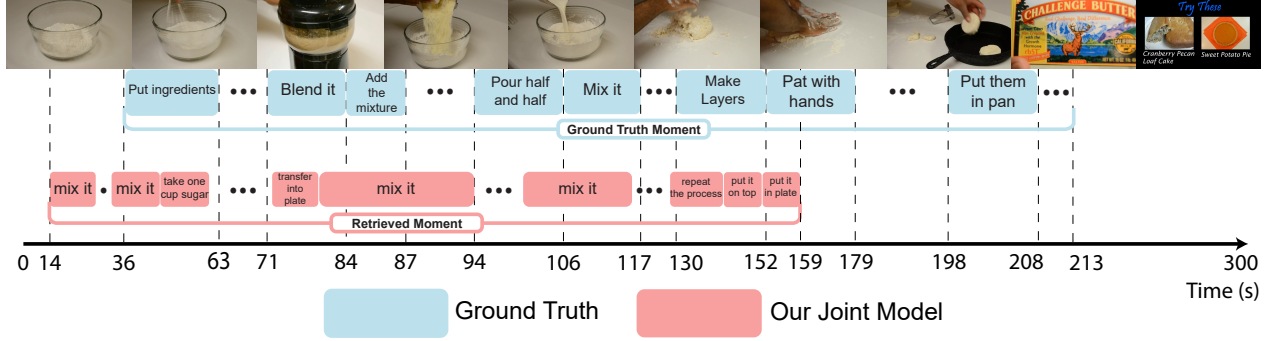 CHALLENGE BUTTER
Try These
Cranberry Pecan
Loaf Cake
Sweet Potato Pie
Put ingredients
Blend it
Add
the
mixture
Pour half
and half
Mix it
Make
Layers
Pat with
hands
Put them
in pan
Ground Truth Moment
mix it
mix it
take one
cup sugar
transfer
into
plate
mix it
mix it
repeat
the process
put it
on top
put it
in plate
Retrieved Moment
0 14 36 63 71 84 87 94 106 117 130 152 159 179 198 208 213 300
Time (s)
Ground Truth
Our Joint Model